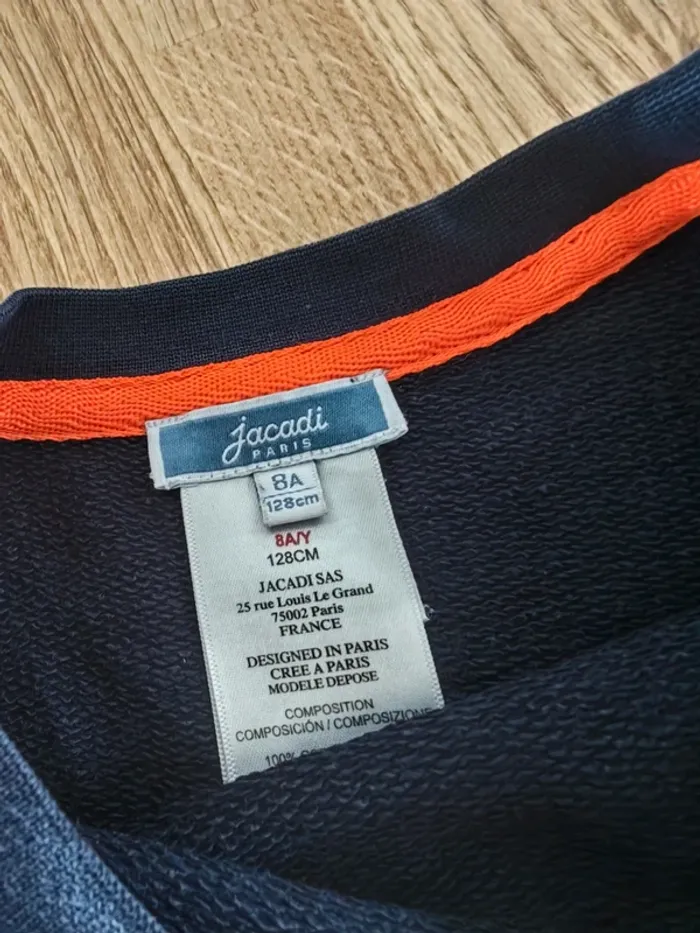 jacadi
PARIS
8A
128cm
8A/Y
128CM
JACADI SAS
25 rue Louis Le Grand
75002 Paris
FRANCE
DESIGNED IN PARIS
CREE A PARIS
MODELE DEPOSE
COMPOSITION
COMPOSICIÓN / COMPOSIZIONE
100%